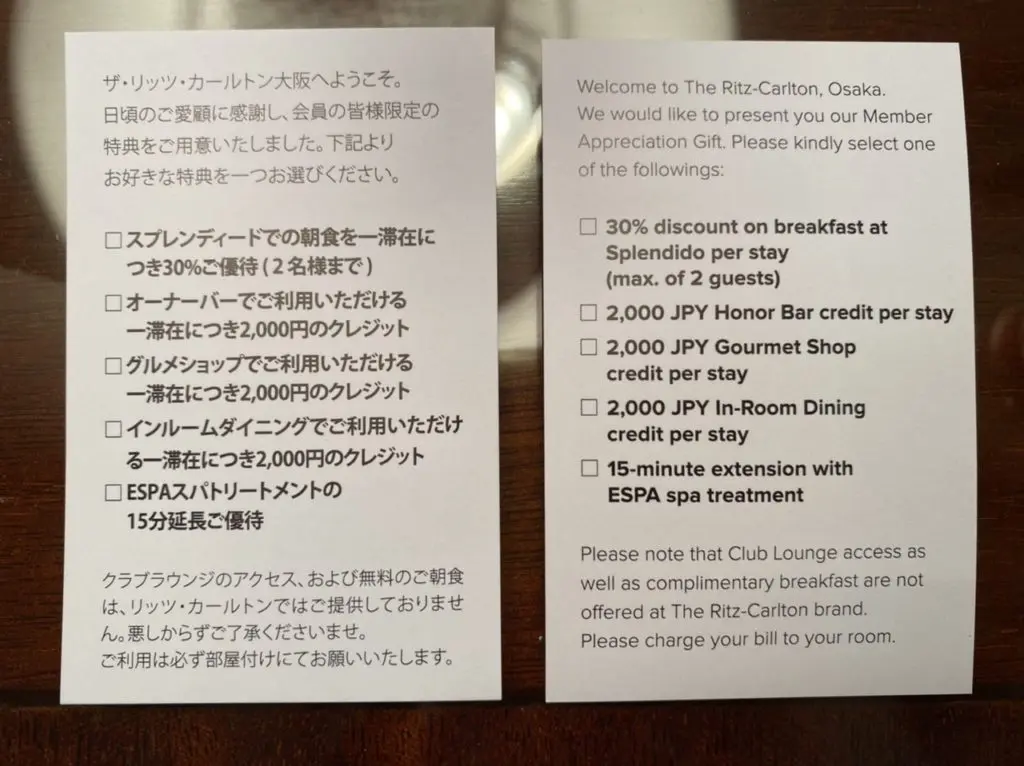 ザ・リッツ・カールトン大阪へようこそ。
日頃のご愛顧に感謝し、会員の皆様限定の
特典をご用意いたしました。下記より
お好きな特典を一つお選びください。
□ スプレンディードでの朝食を一滞在に
つき30%ご優待 ( 2 名様まで )
□ オーナーバーでご利用いただける
一滞在につき2,000円のクレジット
□ グルメショップでご利用いただける
一滞在につき2,000円のクレジット
□ インルームダイニングでご利用いただけ
る一滞在につき2,000円のクレジット
□ ESPAスパトリートメントの
15分延長ご優待
クラブラウンジのアクセス、および無料のご朝食
は、リッツ・カールトンではご提供しておりませ
ん。悪しからずご了承くださいませ。
ご利用は必ず部屋付けにてお願いいたします。
Welcome to The Ritz-Carlton, Osaka.
We would like to present you our Member
Appreciation Gift. Please kindly select one
of the followings:
□ 30% discount on breakfast at
Splendido per stay
(max. of 2 guests)
□ 2,000 JPY Honor Bar credit per stay
□ 2,000 JPY Gourmet Shop
credit per stay
□ 2,000 JPY In-Room Dining
credit per stay
□ 15-minute extension with
ESPA spa treatment
Please note that Club Lounge access as
well as complimentary breakfast are not
offered at The Ritz-Carlton brand.
Please charge your bill to your room.